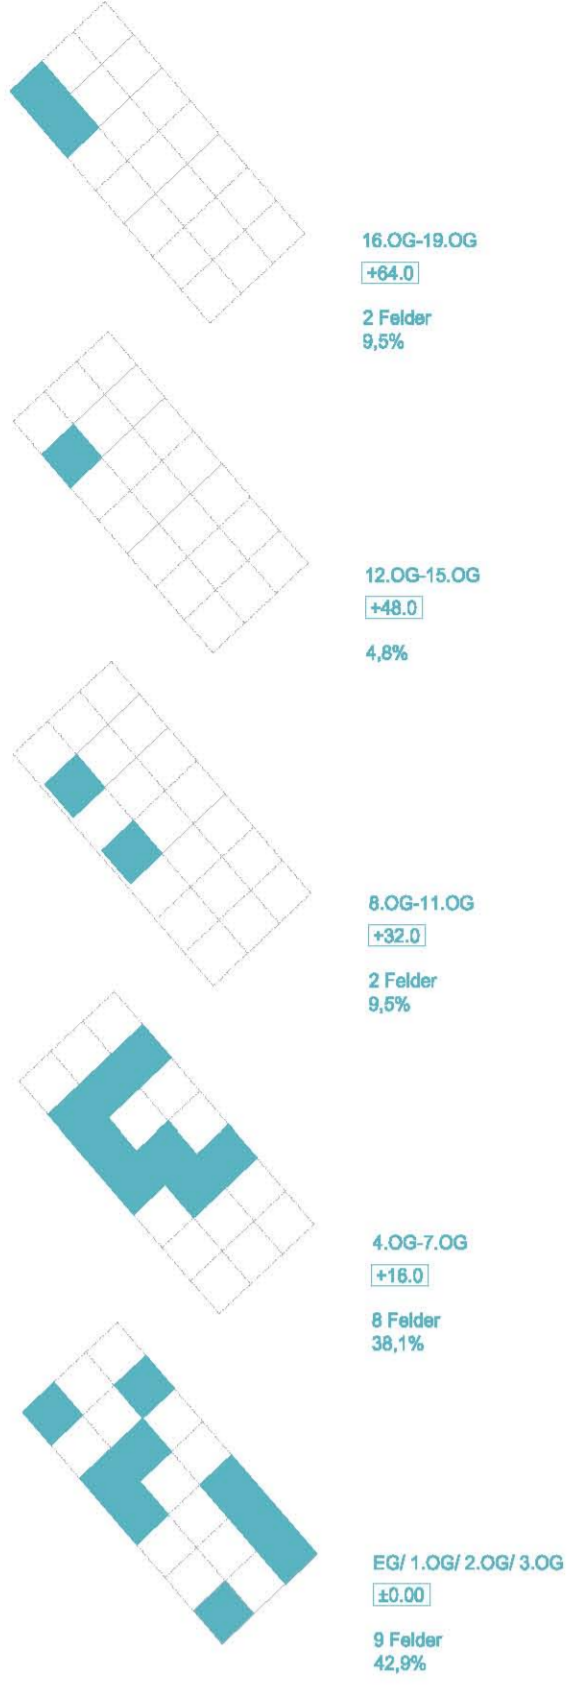 16.OG-19.OG
+64.0
2 Felder
9,5%
12.OG-15.OG
+48.0
4,8%
8.OG-11.OG
+32.0
2 Felder
9,5%
4.OG-7.OG
+16.0
8 Felder
38,1%
EG/ 1.OG/ 2.OG/ 3.OG
±0.00
9 Felder
42,9%